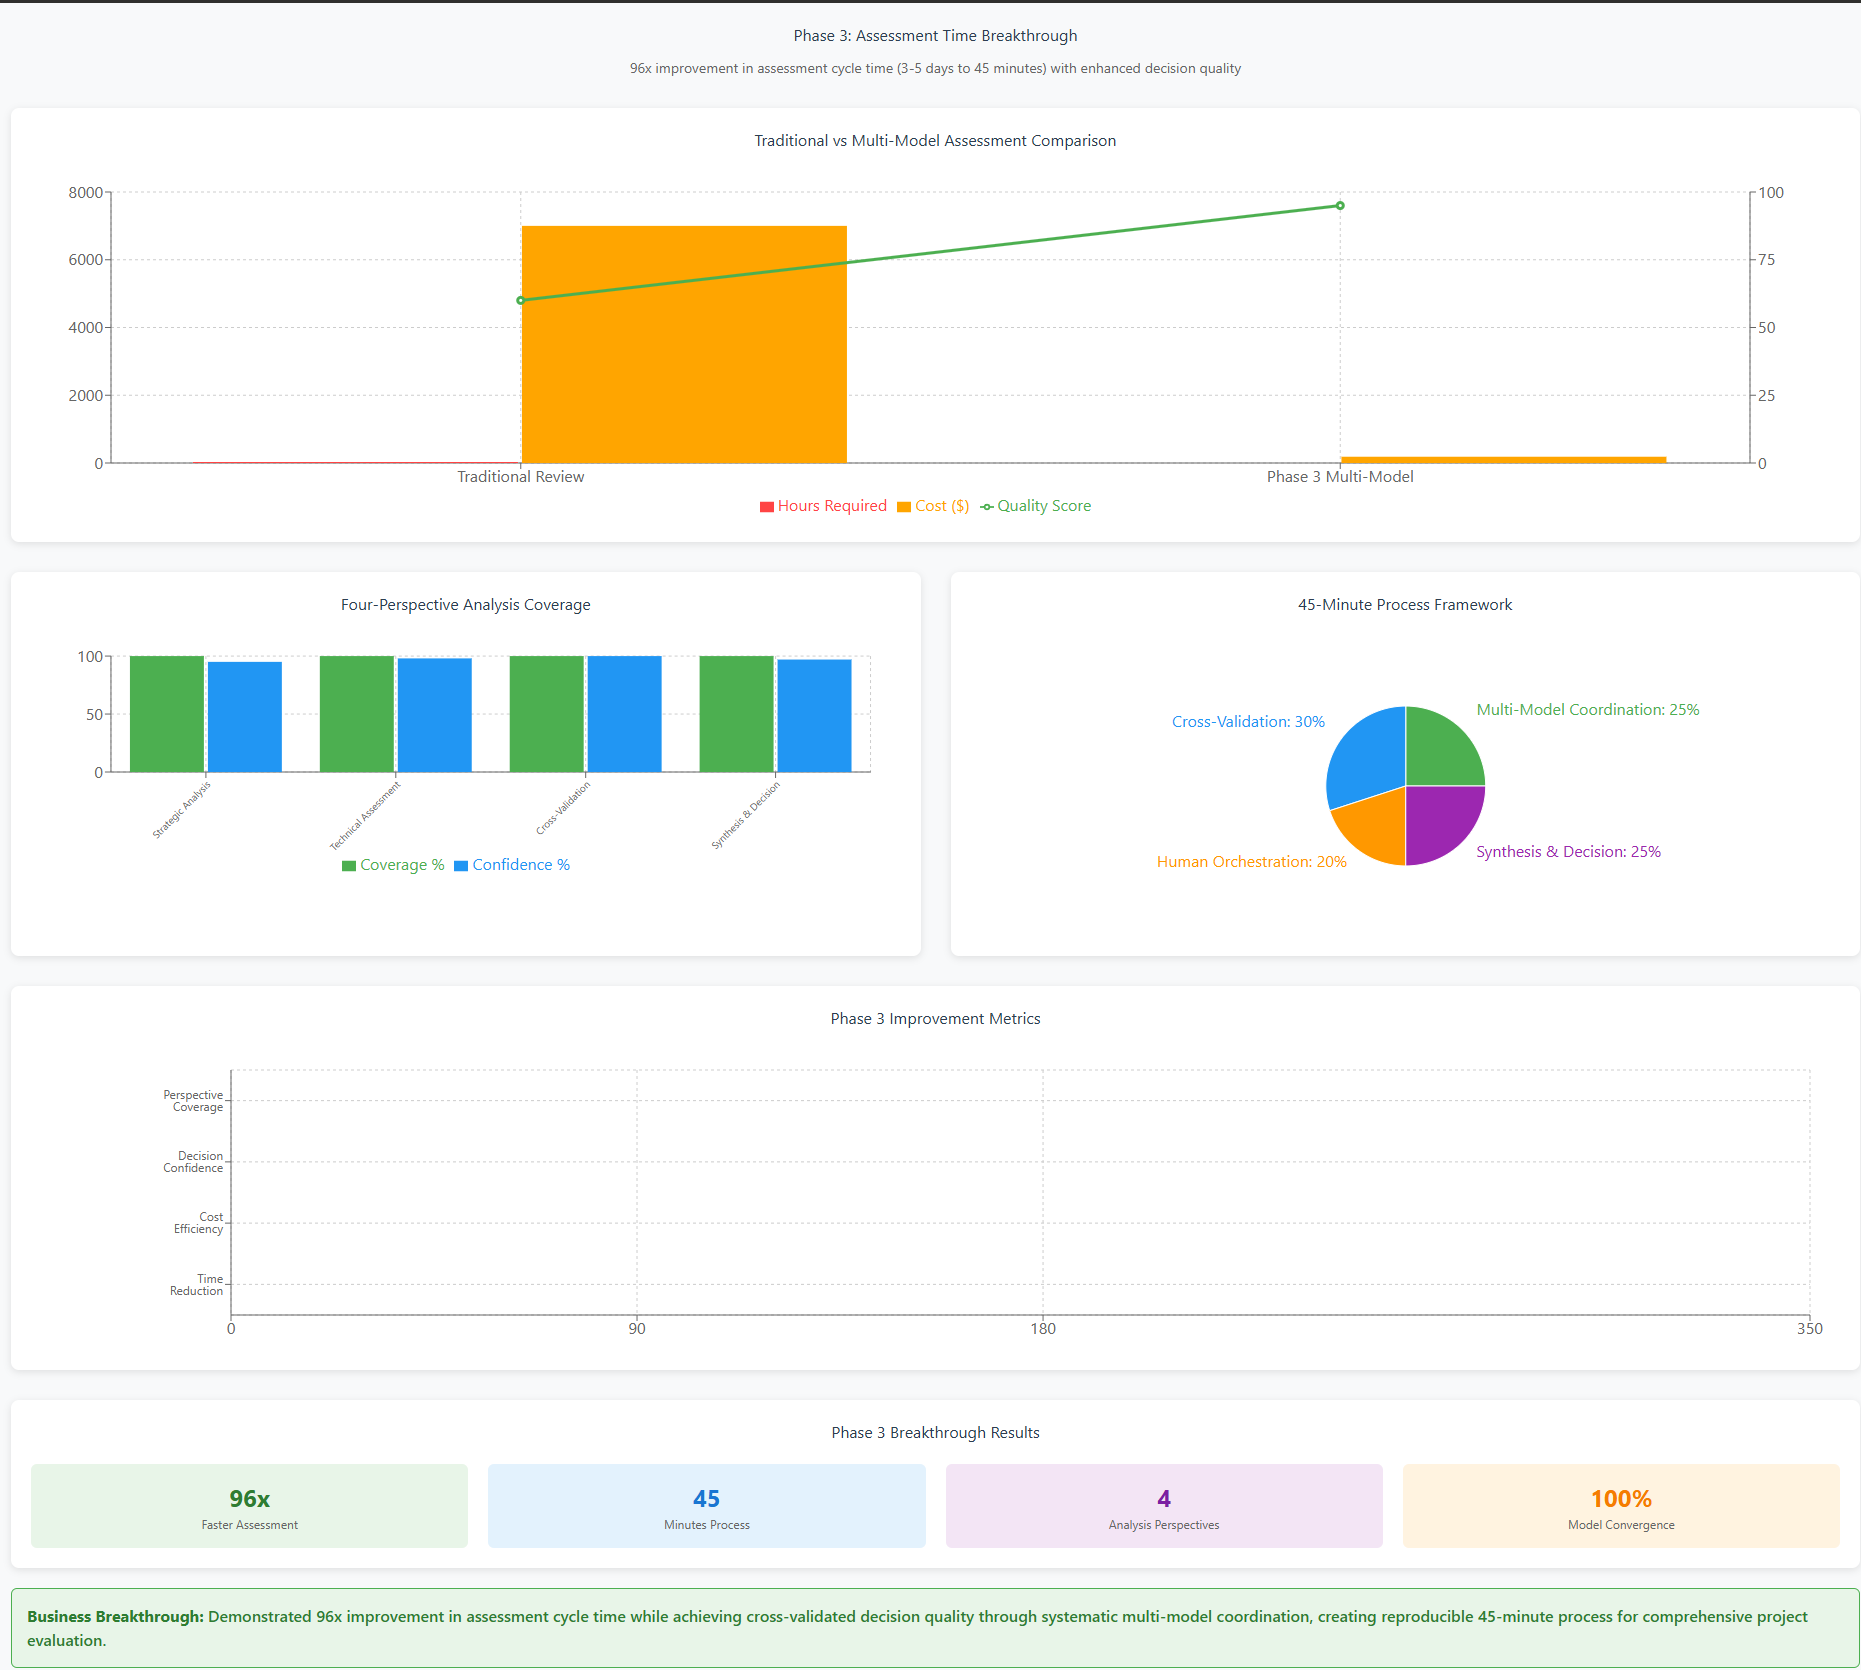 Phase 3: Assessment Time Breakthrough
96x improvement in assessment cycle time (3-5 days to 45 minutes) with enhanced decision quality
Traditional vs Multi-Model Assessment Comparison
8000
6000
4000
2000
0
100
75
50
25
0
Traditional Review
Phase 3 Multi-Model
Hours Required
Cost ($)
Quality Score
Four-Perspective Analysis Coverage
100
50
0
Strategic Analysis
Technical Assessment
Cross-Validation
Synthesis & Decision
Coverage %
Confidence %
45-Minute Process Framework
Cross-Validation: 30%
Multi-Model Coordination: 25%
Human Orchestration: 20%
Synthesis & Decision: 25%
Phase 3 Improvement Metrics
Perspective
Coverage
Decision
Confidence
Cost
Efficiency
Time
Reduction
0
90
180
350
Phase 3 Breakthrough Results
96x
Faster Assessment
45
Minutes Process
4
Analysis Perspectives
100%
Model Convergence
Business Breakthrough: Demonstrated 96x improvement in assessment cycle time while achieving cross-validated decision quality through systematic multi-model coordination, creating reproducible 45-minute process for comprehensive project
evaluation.